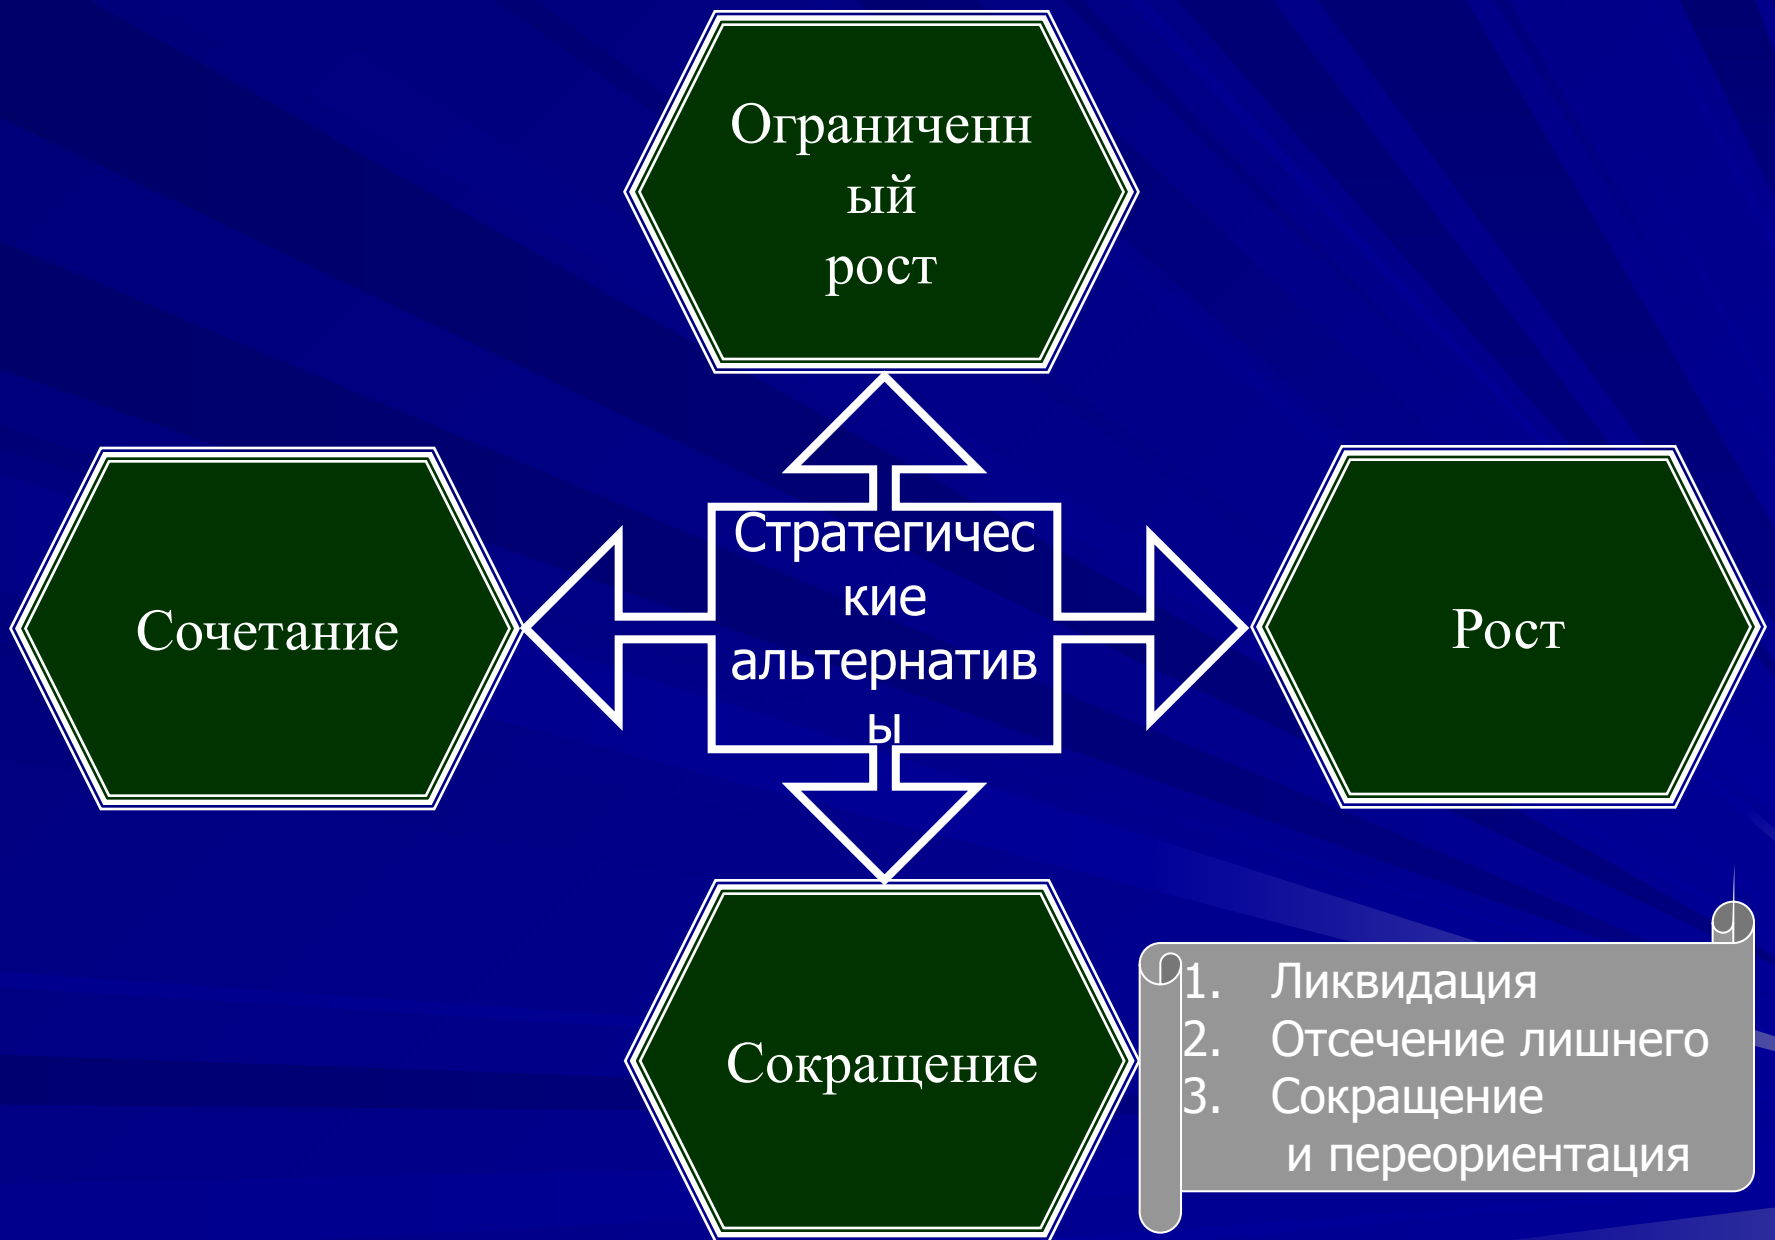 Ограниченн
ый
рост
Стратегичес
кие
альтернатив
ы
Сочетание
Рост
Сокращение
1. Ликвидация
2. Отсечение лишнего
3. Сокращение
и переориентация